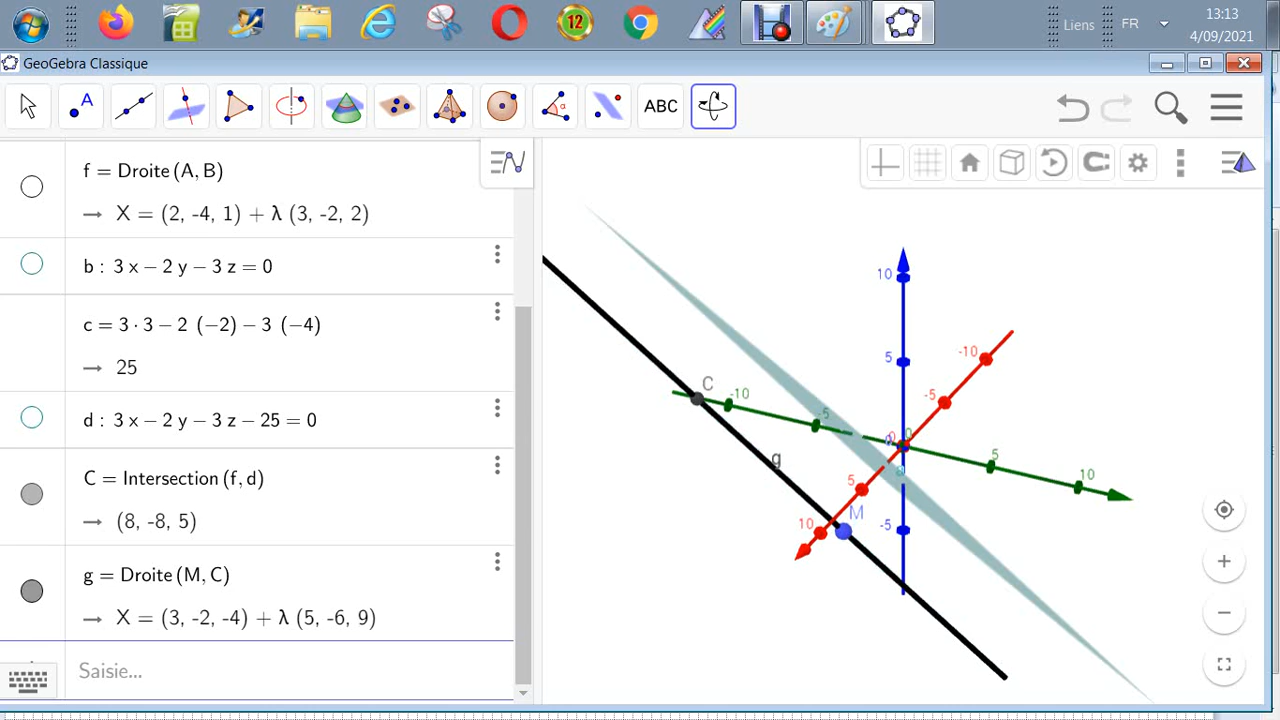 12
Liens
FR
13:13
4/09/2021
GeoGebra Classique
A
a
ABC
f = Droite (A, B)
→ X = (2, -4, 1) + λ (3, -2, 2)
b : 3 x − 2 y − 3 z = 0
c = 3 · 3 − 2 (−2) − 3 (−4)
→ 25
d : 3 x − 2 y − 3 z − 25 = 0
C = Intersection (f, d)
→ (8, -8, 5)
g = Droite (M, C)
→ X = (3, -2, -4) + λ (5, -6, 9)
Saisie...
10
-10
5
C
-10
-5
-5
0
0
0
g
a
5
5
10
M
10
-5